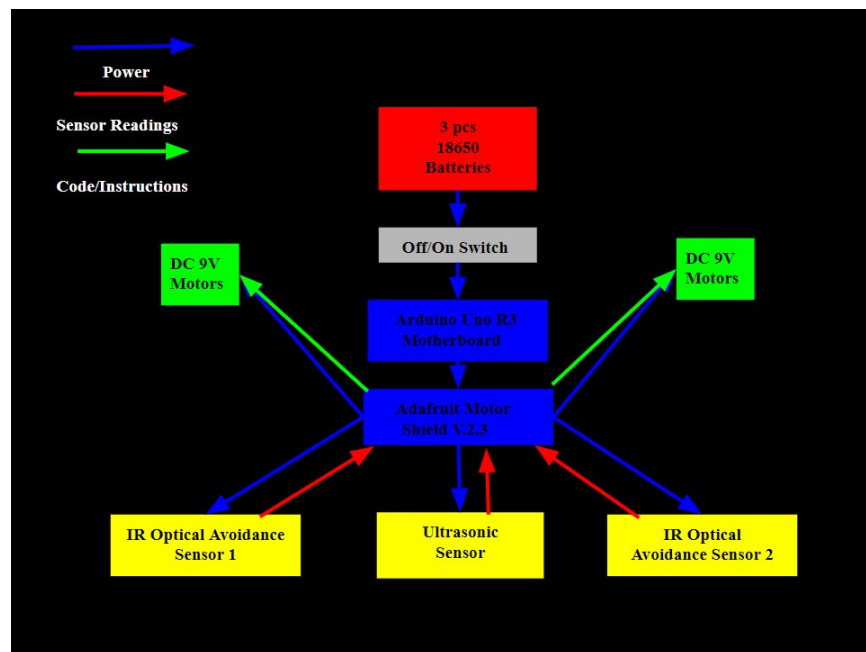 Power
Sensor Readings
Code/Instructions
3 pcs
18650
Batteries
Off/On Switch
DC 9V
Motors
DC 9V
Motors
Arduino Uno R3
Motherboard
Adafruit Motor
Shield V.2.3
IR Optical Avoidance
Sensor 1
Ultrasonic
Sensor
IR Optical
Avoidance Sensor 2